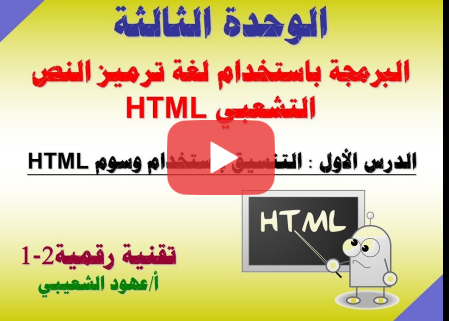 الوحدة الثالثة
البرمجة باستخدام لغة ترميز النص
التشعبي HTML
الدرس الأول : التنسيق باستخدام وسوم HTML
HTML
تقنية رقمية2-1
أ/عهود الشعيبي